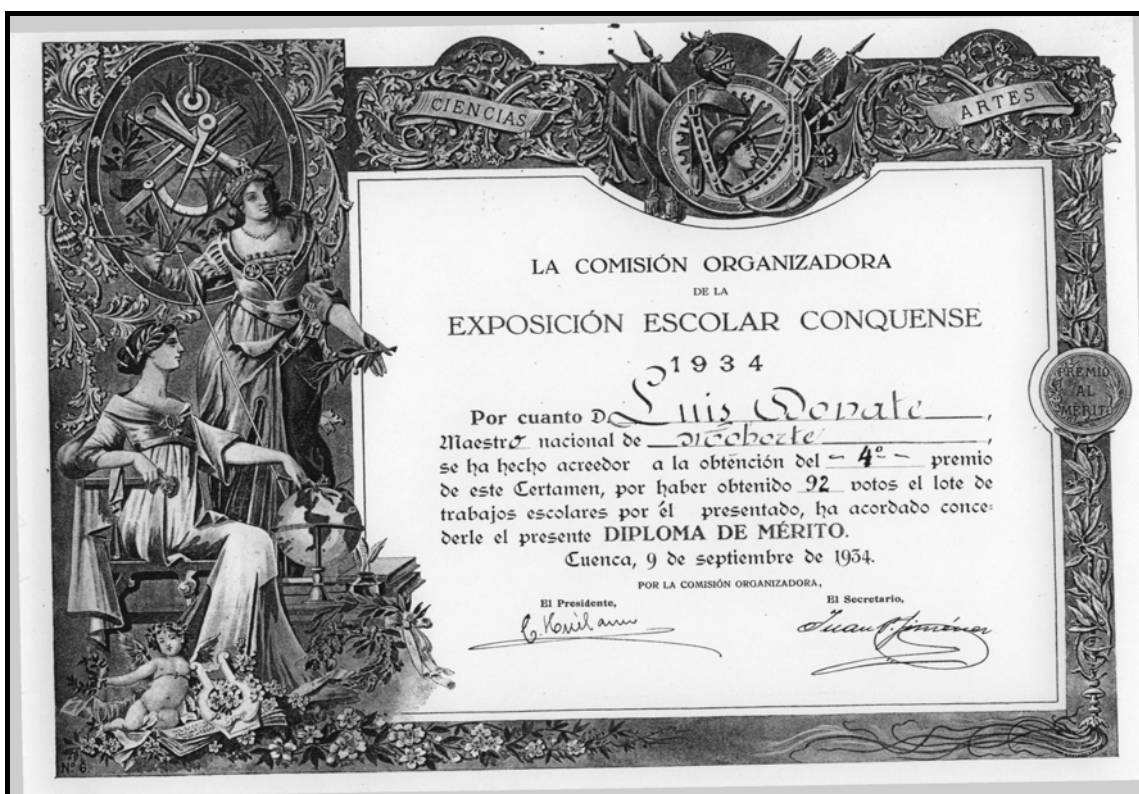 CIENCIAS
ARTES
LA COMISIÓN ORGANIZADORA
DE LA
EXPOSICIÓN ESCOLAR CONQUENSE
1934
Por cuanto D. Luis Donate,
Maestro nacional de Mohorte,
se ha hecho acreedor a la obtención del - 4º - premio
de este Certamen, por haber obtenido 92 votos el lote de
trabajos escolares por él presentado, ha acordado conce-
derle el presente DIPLOMA DE MÉRITO.
Cuenca, 9 de septiembre de 1934.
POR LA COMISIÓN ORGANIZADORA,
El Presidente,
El Secretario,
Juan Jiménez
PREMIO
AL
MÉRITO
Nº 6.